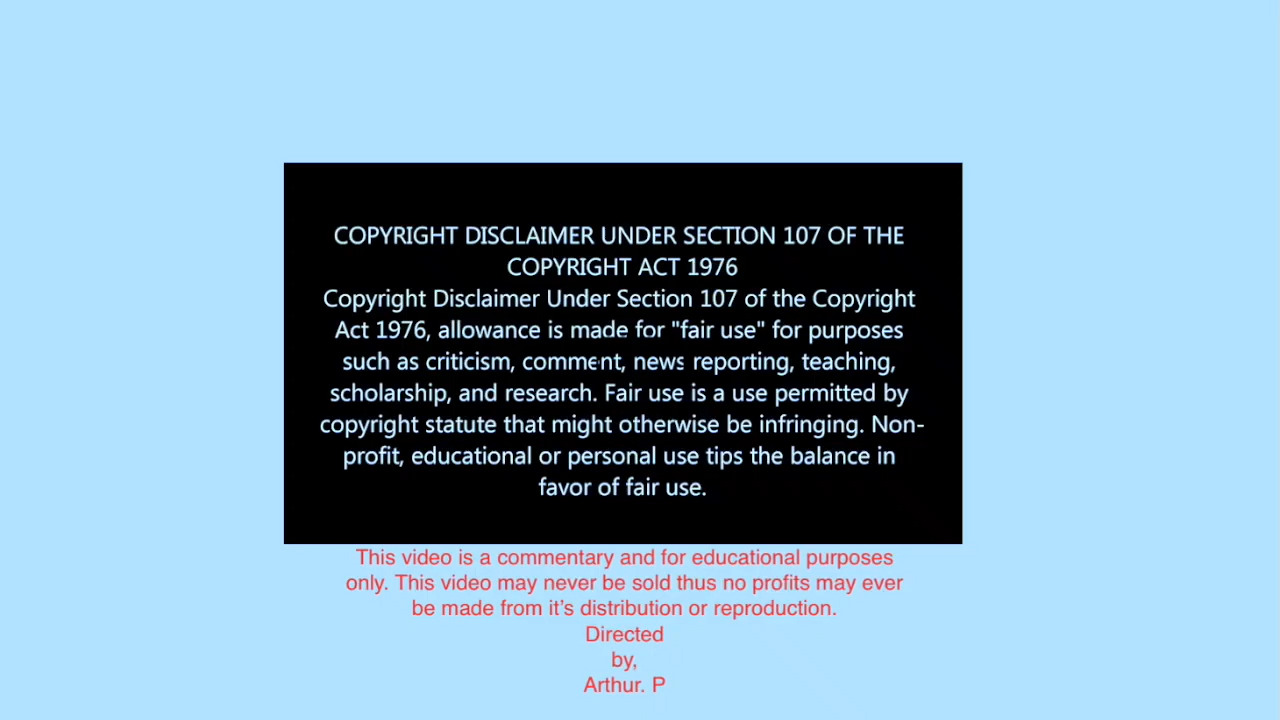 COPYRIGHT DISCLAIMER UNDER SECTION 107 OF THE
COPYRIGHT ACT 1976
Copyright Disclaimer Under Section 107 of the Copyright
Act 1976, allowance is made for "fair use" for purposes
such as criticism, comment, news reporting, teaching,
scholarship, and research. Fair use is a use permitted by
copyright statute that might otherwise be infringing. Non-
profit, educational or personal use tips the balance in
favor of fair use.
This video is a commentary and for educational purposes
only. This video may never be sold thus no profits may ever
be made from it’s distribution or reproduction.
Directed
by,
Arthur. P